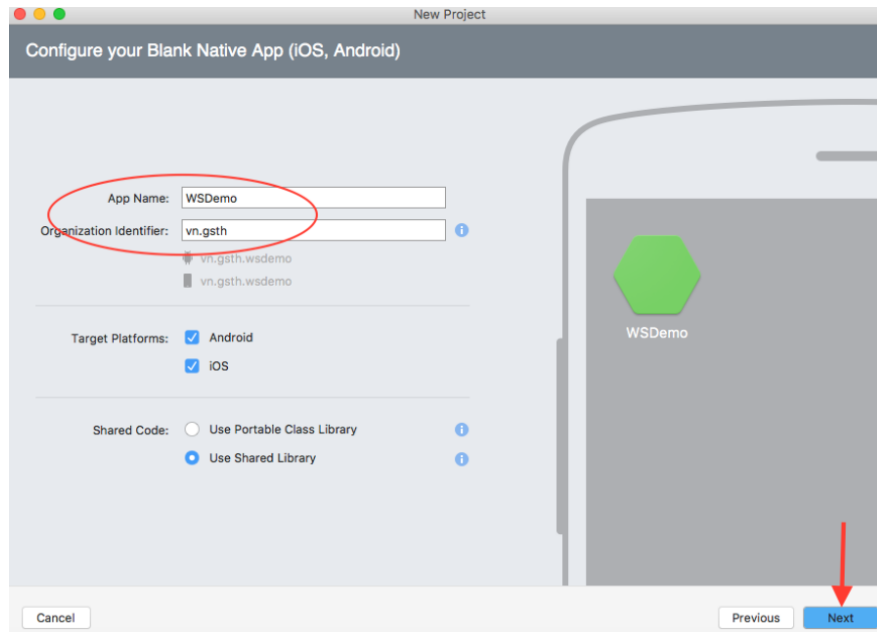 New Project
Configure your Blank Native App (iOS, Android)
App Name: WSDemo
Organization Identifier: vn.gsth
vn.gsth.wsdemo
vn.gsth.wsdemo
WSDemo
Target Platforms: Android
iOS
Shared Code: Use Portable Class Library
Use Shared Library
Cancel Previous Next